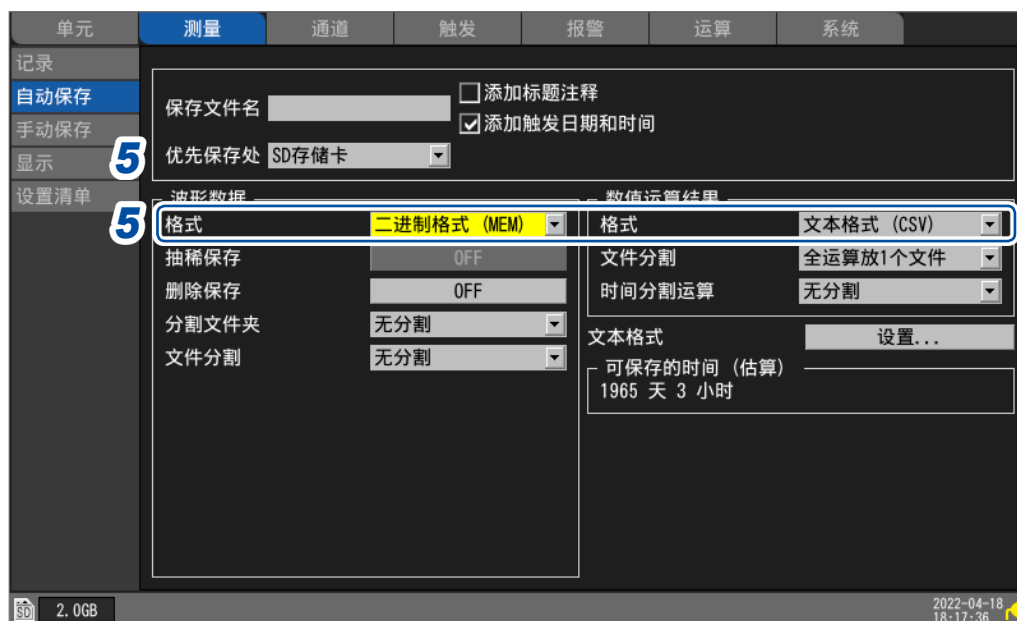 单元 测量 通道 触发 报警 运算 系统
记录
自动保存
手动保存
显示
设置清单
保存文件名
添加标题注释
添加触发日期和时间
5 优先保存处 SD存储卡
波形数据
5 格式 二进制格式 (MEM)
抽稀保存 OFF
删除保存 OFF
分割文件夹 无分割
文件分割 无分割
数值运算结果
格式 文本格式 (CSV)
文件分割 全运算放1个文件
时间分割运算 无分割
文本格式 设置...
可保存的时间 (估算)
1965 天 3 小时
SD 2.0GB
2022-04-18
18:17:36